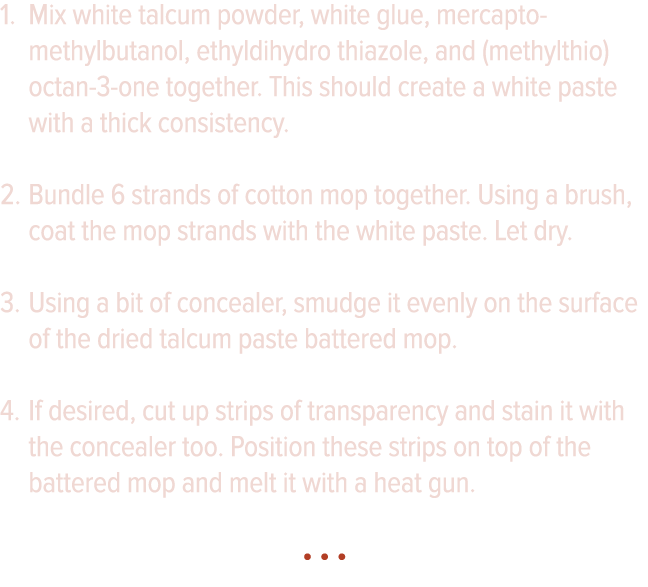 1. Mix white talcum powder, white glue, mercapto-
methylbutanol, ethyldihydro thiazole, and (methylthio)
octan-3-one together. This should create a white paste
with a thick consistency.
2. Bundle 6 strands of cotton mop together. Using a brush,
coat the mop strands with the white paste. Let dry.
3. Using a bit of concealer, smudge it evenly on the surface
of the dried talcum paste battered mop.
4. If desired, cut up strips of transparency and stain it with
the concealer too. Position these strips on top of the
battered mop and melt it with a heat gun.
• • •